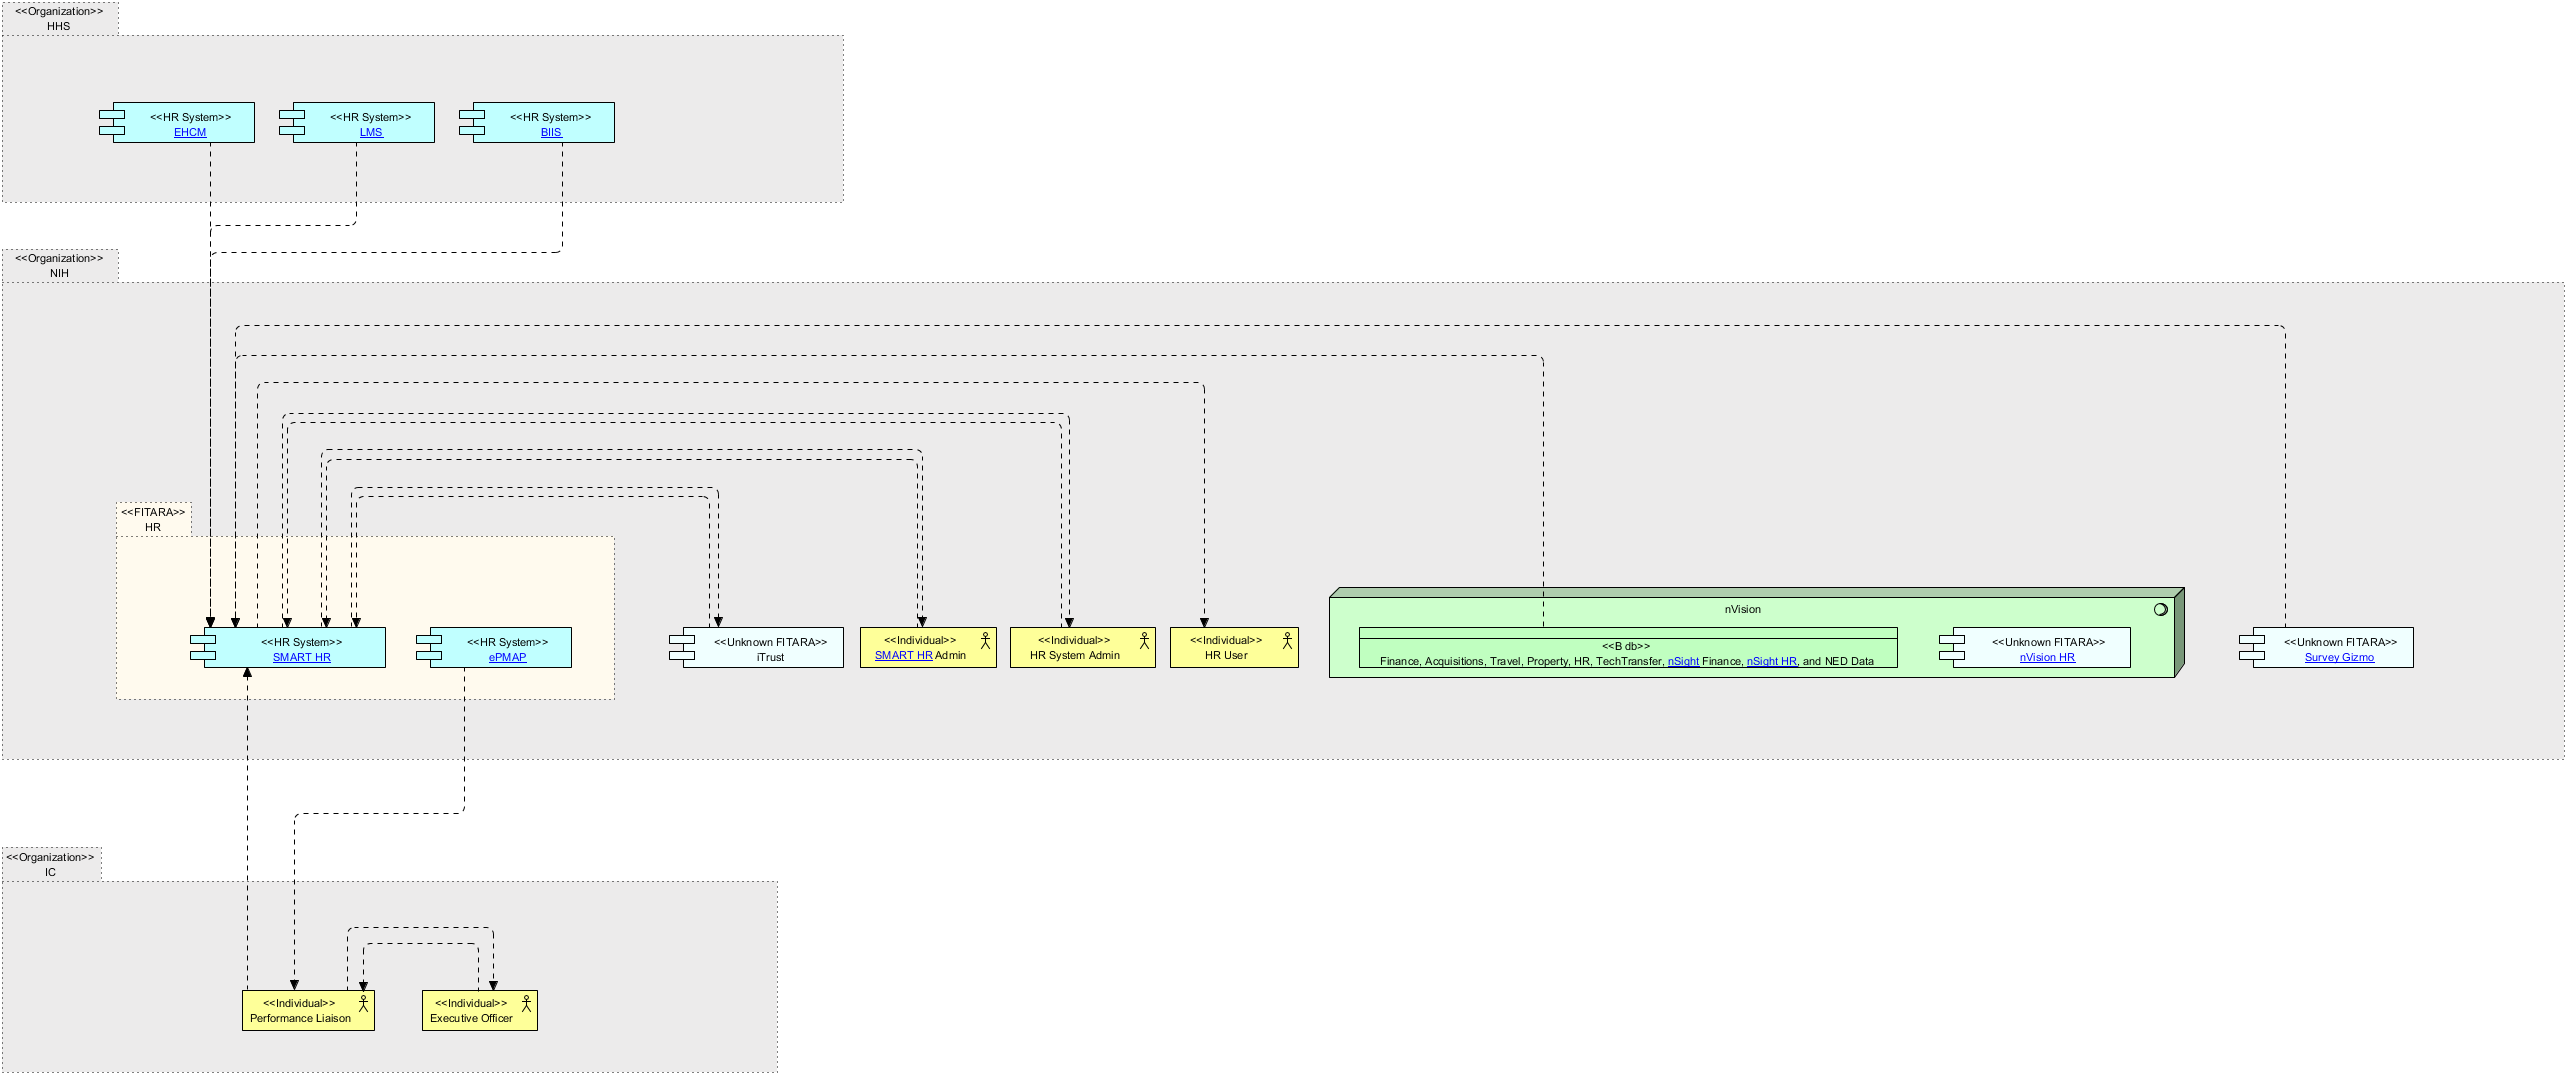 <<Organization>>
HHS
<<HR System>>
EHCM
<<HR System>>
LMS
<<HR System>>
BIIS
<<Organization>>
NIH
<<FITARA>>
HR
<<HR System>>
SMART HR
<<HR System>>
ePMAP
<<Unknown FITARA>>
iTrust
<<Individual>>
SMART HR Admin
<<Individual>>
HR System Admin
<<Individual>>
HR User
nVision
<<B db>>
Finance, Acquisitions, Travel, Property, HR, TechTransfer, nSight Finance, nSight HR, and NED Data
<<Unknown FITARA>>
nVision HR
<<Unknown FITARA>>
Survey Gizmo
<<Organization>>
IC
<<Individual>>
Performance Liaison
<<Individual>>
Executive Officer